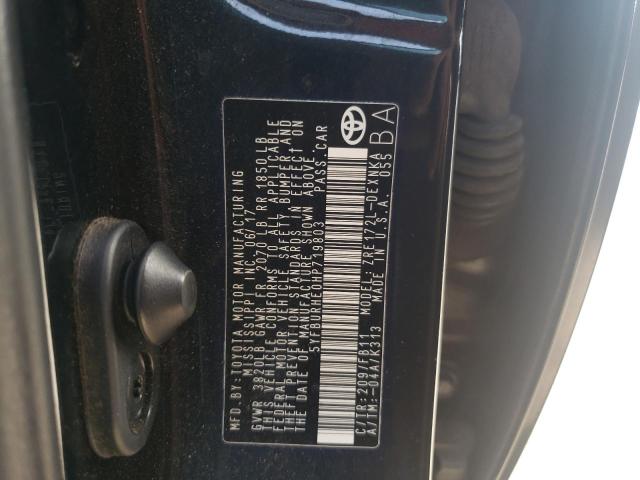 MFD.BY:TOYOTA MOTOR MANUFACTURING
MISSISSIPPI INC.06/17
GVWR 3820LB GAWR FR 2070 LB RR 1850LB
THIS VEHICLE CONFORMS TO ALL APPLICABLE
FEDERAL MOTOR VEHICLE SAFETY, BUMPER AND
THEFT PREVENTION STANDARDS IN EFFECT ON
THE DATE OF MANUFACTURE SHOWN ABOVE.
5YFBURHE0HP719803 PASS.CAR
C/TR:209/FB11 MODEL:ZRE172L-DEXNKA
A/TM:-04A/K313 MADE IN U.S.A. 055
BA